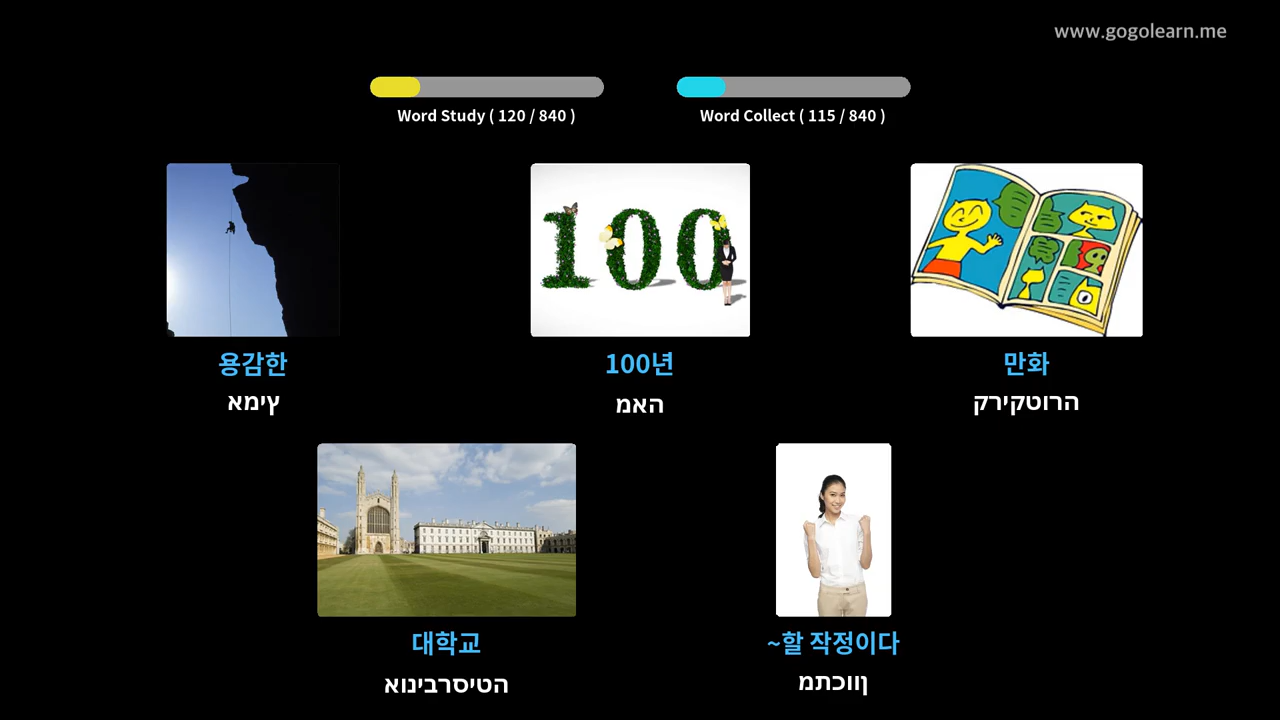 www.gogolearn.me
Word Study ( 120 / 840 )
Word Collect ( 115 / 840 )
100
용감한
אמיץ
100년
מאה
만화
קריקטורה
대학교
אוניברסיטה
~할 작정이다
מתכוון